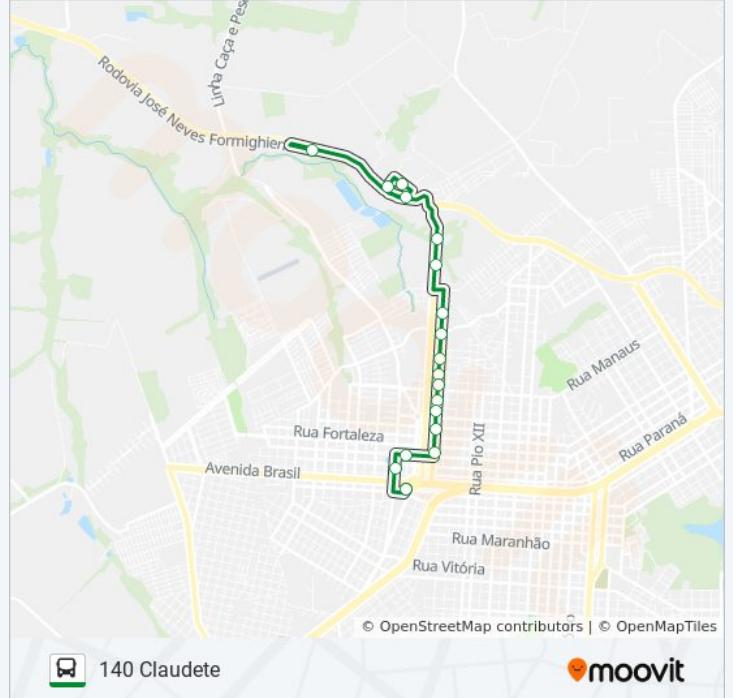 Linha Caça e Pes
Rodovia José Neves Formighieri
Rua Manaus
Rua Paraná
Rua Fortaleza
Rua Pio XII
Avenida Brasil
Rua Maranhão
Rua Vitória
© OpenStreetMap contributors | © OpenMapTiles
140 Claudete
moovit